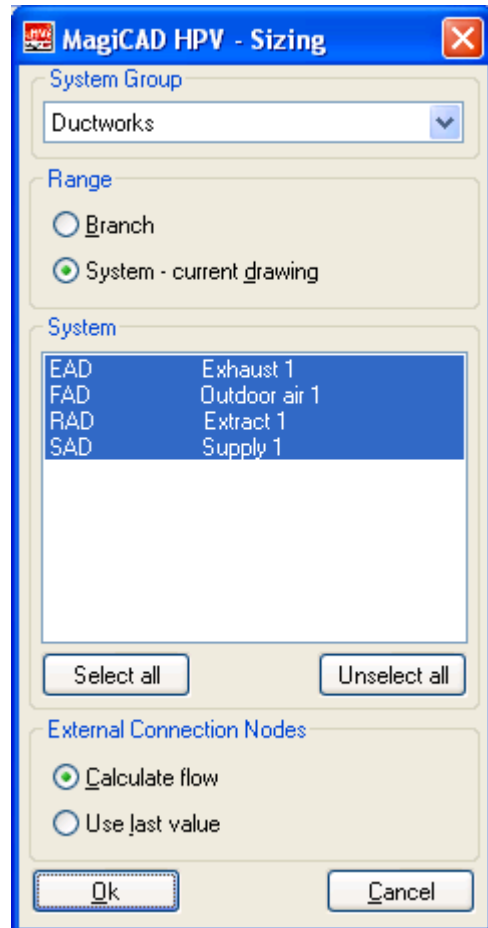 MagiCAD HPV - Sizing
System Group
Ductworks
Range
Branch
System - current drawing
System
EAD Exhaust 1
FAD Outdoor air 1
RAD Extract 1
SAD Supply 1
Select all Unselect all
External Connection Nodes
Calculate flow
Use last value
Ok Cancel